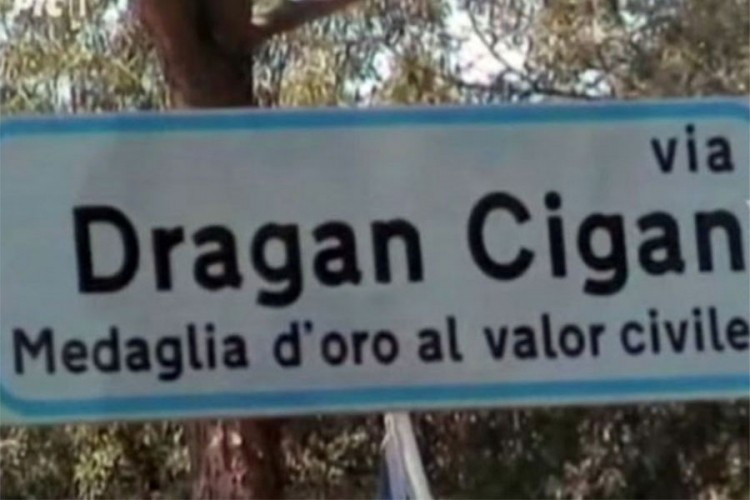 via
Dragan Cigan
Medaglia d'oro al valor civile